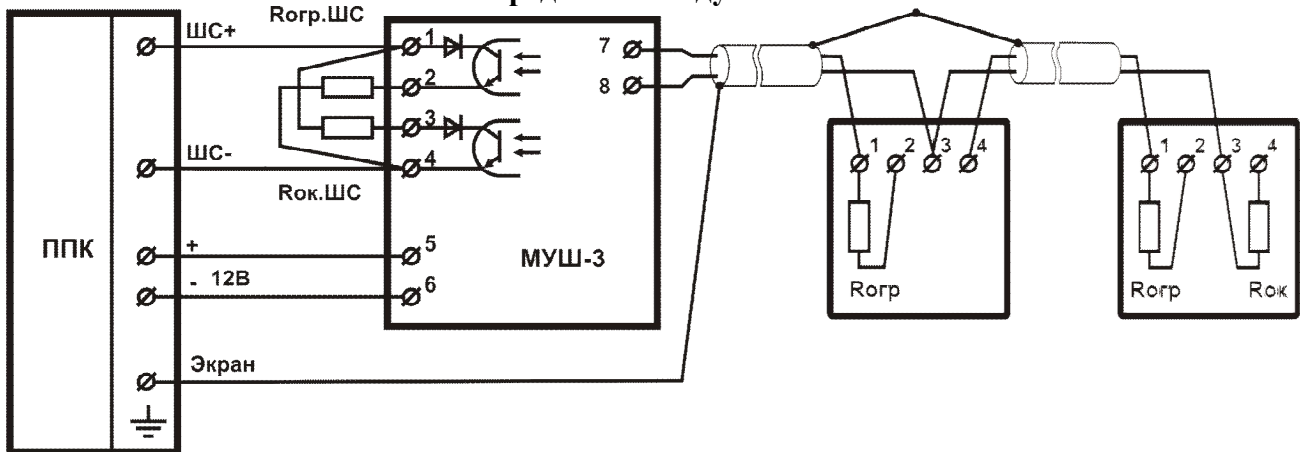 Rогр.ШС
ШС+
1
2
3
4
ШС-
Rок.ШС
ППК
+
- 12В
5
6
МУШ-3
7
8
Экран
1 2 3 4
Rогр
1 2 3 4
Rогр Rок